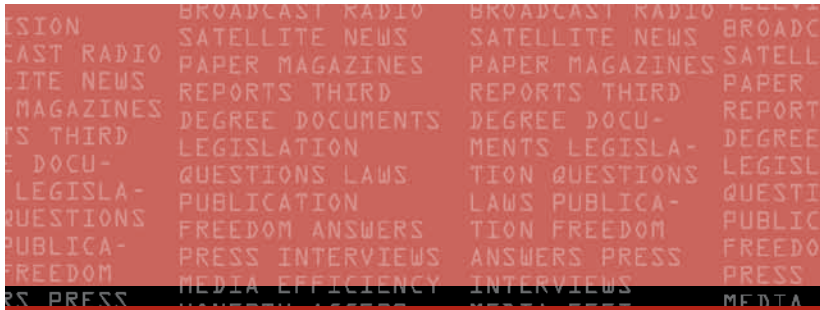 ISION
CAST RADIO
LITE NEWS
MAGAZINES
TS THIRD
E DOCU-
LEGISLA-
QUESTIONS
PUBLICA-
FREEDOM
RS PRESS
BROADCAST RADIO
SATELLITE NEWS
PAPER MAGAZINES
REPORTS THIRD
DEGREE DOCUMENTS
LEGISLATION
QUESTIONS LAWS
PUBLICATION
FREEDOM ANSWERS
PRESS INTERVIEWS
MEDIA EFFICIENCY
BROADCAST RADIO
SATELLITE NEWS
PAPER MAGAZINES
REPORTS THIRD
DEGREE DOCU-
MENTS LEGISLA-
TION QUESTIONS
LAWS PUBLICA-
TION FREEDOM
ANSWERS PRESS
INTERVIEWS
BROADC
SATELL
PAPER
REPORT
DEGREE
LEGISL
QUESTI
PUBLIC
FREEDO
PRESS
MEDIA